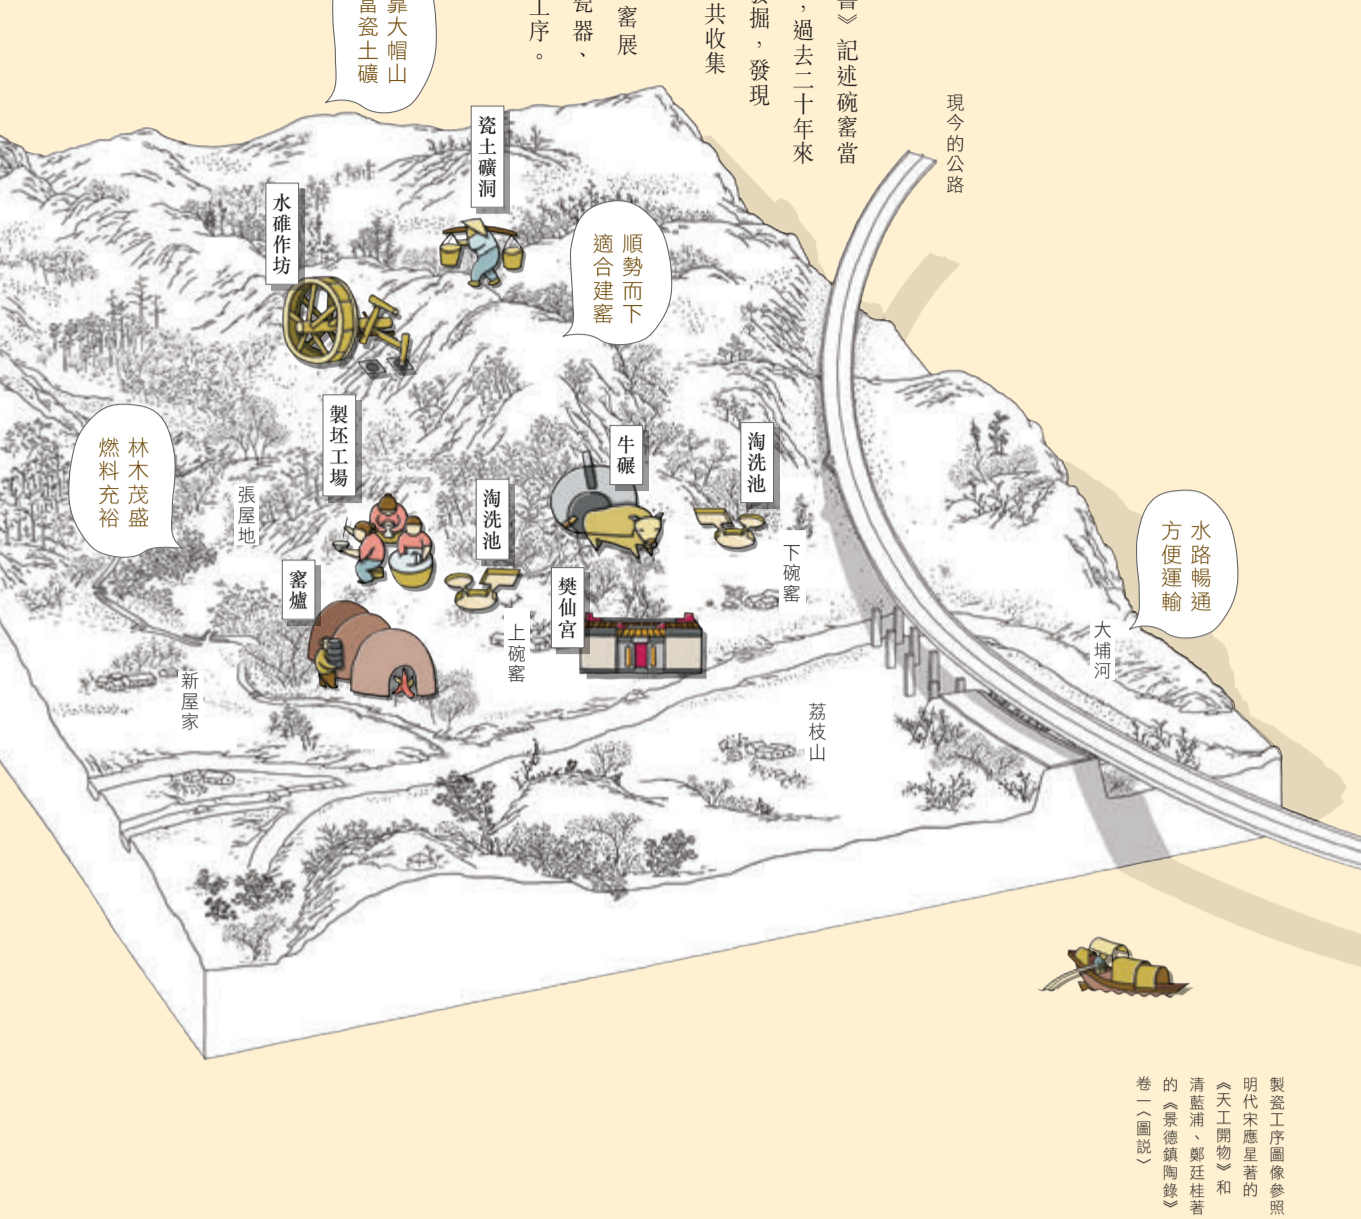 》記述碗窰當
，過去二十年來
掘，發現
共收集
窰展
瓷器、
工序。
靠大帽山
富瓷土礦
現今的公路
瓷土礦洞
水碓作坊
順勢而下
適合建窰
製坯工場
牛碾
淘洗池
林木茂盛
燃料充裕
張屋地
淘洗池
下碗窰
水路暢通
方便運輸
窰爐
樊仙宮
上碗窰
大埔河
新屋家
荔枝山
製瓷工序圖像參照
明代宋應星著的
《天工開物》和
清藍浦、鄭廷桂著
的《景德鎮陶錄》
卷一〈圖説〉